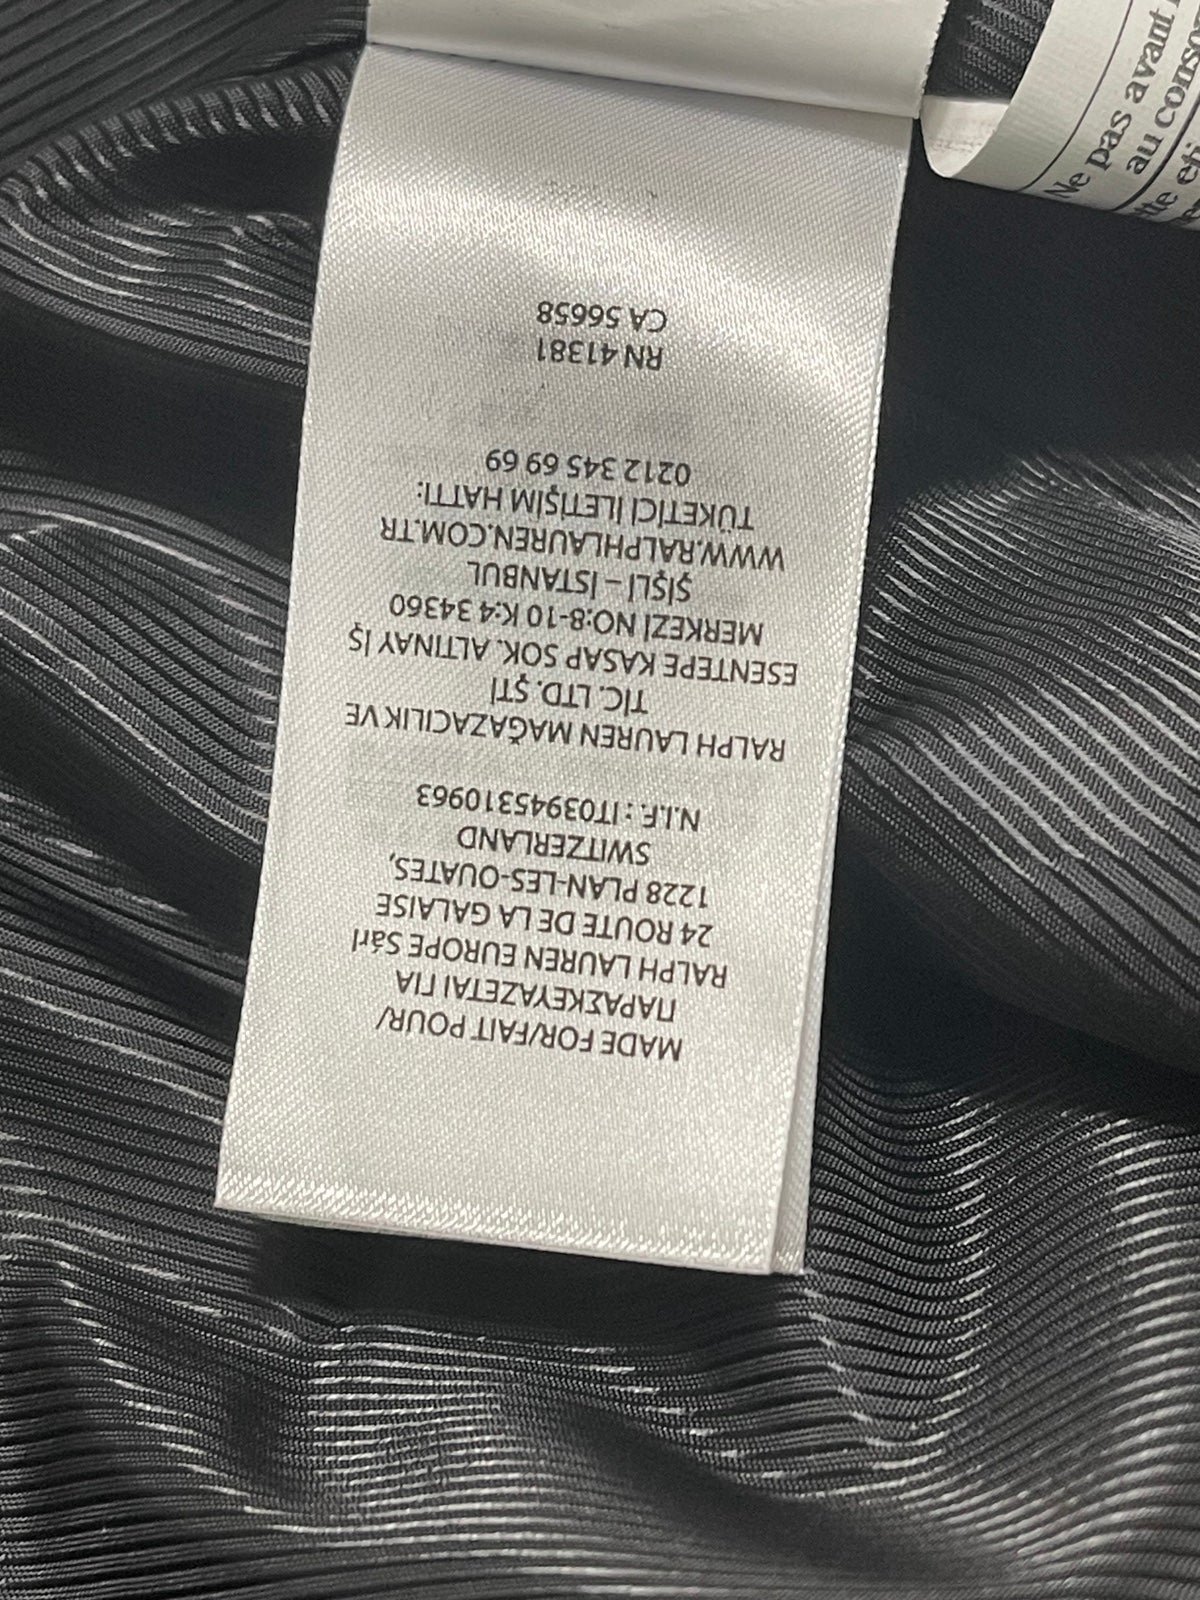 MADE FOR/FAIT POUR/
ΠΑΡΑΣΚΕΥΑΖΕΤΑΙ ΓΙΑ
RALPH LAUREN EUROPE Sárl
24 ROUTE DE LA GALAISE
1228 PLAN-LES-OUATES,
SWITZERLAND
N.I.F. : IT03945310963
RALPH LAUREN MAĞAZACILIK VE
TİC. LTD. ŞTİ
ESENTEPE KASAP SOK. ALTINAY İŞ
MERKEZİ NO:8-10 K:4 34360
ŞİŞLİ – İSTANBUL
WWW.RALPHLAUREN.COM.TR
TÜKETİCİ İLETİŞİM HATTI:
0212 345 69 69
RN 41381
CA 56658
Ne pas avant
au